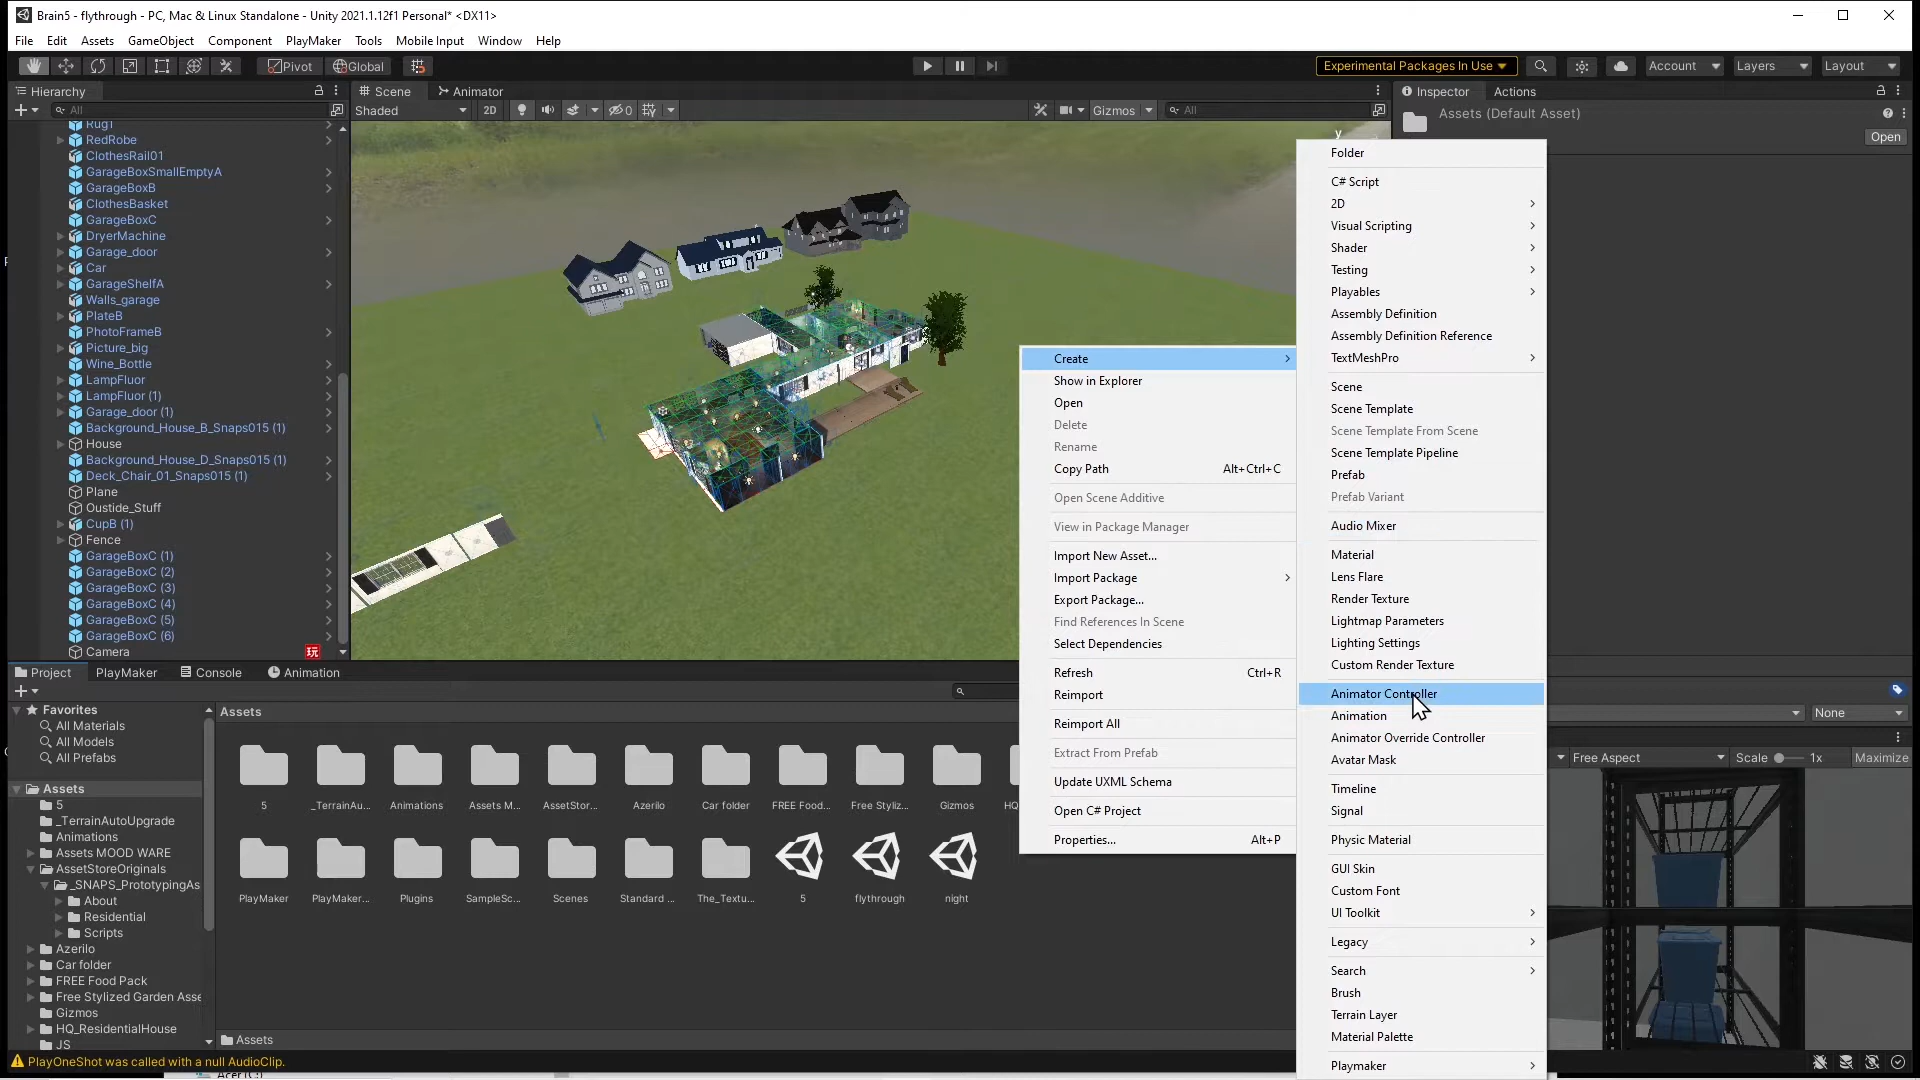 Brain5 - flythrough - PC, Mac & Linux Standalone - Unity 2021.1.12f1 Personal* <DX11>
File Edit Assets GameObject Component PlayMaker Tools Mobile Input Window Help
Pivot Global Experimental Packages In Use Account Layers Layout
Hierarchy
All
Rug1
RedRobe
ClothesRail01
GarageBoxSmallEmptyA
GarageBoxB
ClothesBasket
GarageBoxC
DryerMachine
Garage_door
Car
GarageShelfA
Walls_garage
PlateB
PhotoFrameB
Picture_big
Wine_Bottle
LampFluor
LampFluor (1)
Garage_door (1)
Background_House_B_Snaps015 (1)
House
Background_House_D_Snaps015 (1)
Deck_Chair_01_Snaps015 (1)
Plane
Oustide_Stuff
CupB (1)
Fence
GarageBoxC (1)
GarageBoxC (2)
GarageBoxC (3)
GarageBoxC (4)
GarageBoxC (5)
GarageBoxC (6)
Camera 玩
Scene Animator
Shaded 2D 0 Gizmos All
y
Inspector Actions
Assets (Default Asset)
Open
Create
Show in Explorer
Open
Delete
Rename
Copy Path Alt+Ctrl+C
Open Scene Additive
View in Package Manager
Import New Asset...
Import Package
Export Package...
Find References In Scene
Select Dependencies
Refresh Ctrl+R
Reimport
Reimport All
Extract From Prefab
Update UXML Schema
Open C# Project
Properties... Alt+P
Folder
C# Script
2D
Visual Scripting
Shader
Testing
Playables
Assembly Definition
Assembly Definition Reference
TextMeshPro
Scene
Scene Template
Scene Template From Scene
Scene Template Pipeline
Prefab
Prefab Variant
Audio Mixer
Material
Lens Flare
Render Texture
Lightmap Parameters
Lighting Settings
Custom Render Texture
Animator Controller
Animation
Animator Override Controller
Avatar Mask
Timeline
Signal
Physic Material
GUI Skin
Custom Font
UI Toolkit
Legacy
Search
Brush
Terrain Layer
Material Palette
Playmaker
None
Free Aspect Scale 1x Maximize
Project PlayMaker Console Animation
Favorites
All Materials
All Models
All Prefabs
Assets
5
_TerrainAutoUpgrade
Animations
Assets MOOD WARE
AssetStoreOriginals
_SNAPS_PrototypingAs
About
Residential
Scripts
Azerilo
Car folder
FREE Food Pack
Free Stylized Garden Asse
Gizmos
HQ_ResidentialHouse
JS
Assets
5 _TerrainAu... Animations Assets M... AssetStor... Azerilo Car folder FREE Food... Free Styliz... Gizmos HQ
PlayMaker PlayMaker... Plugins SampleSc... Scenes Standard ... The_Textu... 5 flythrough night
Assets
PlayOneShot was called with a null AudioClip.